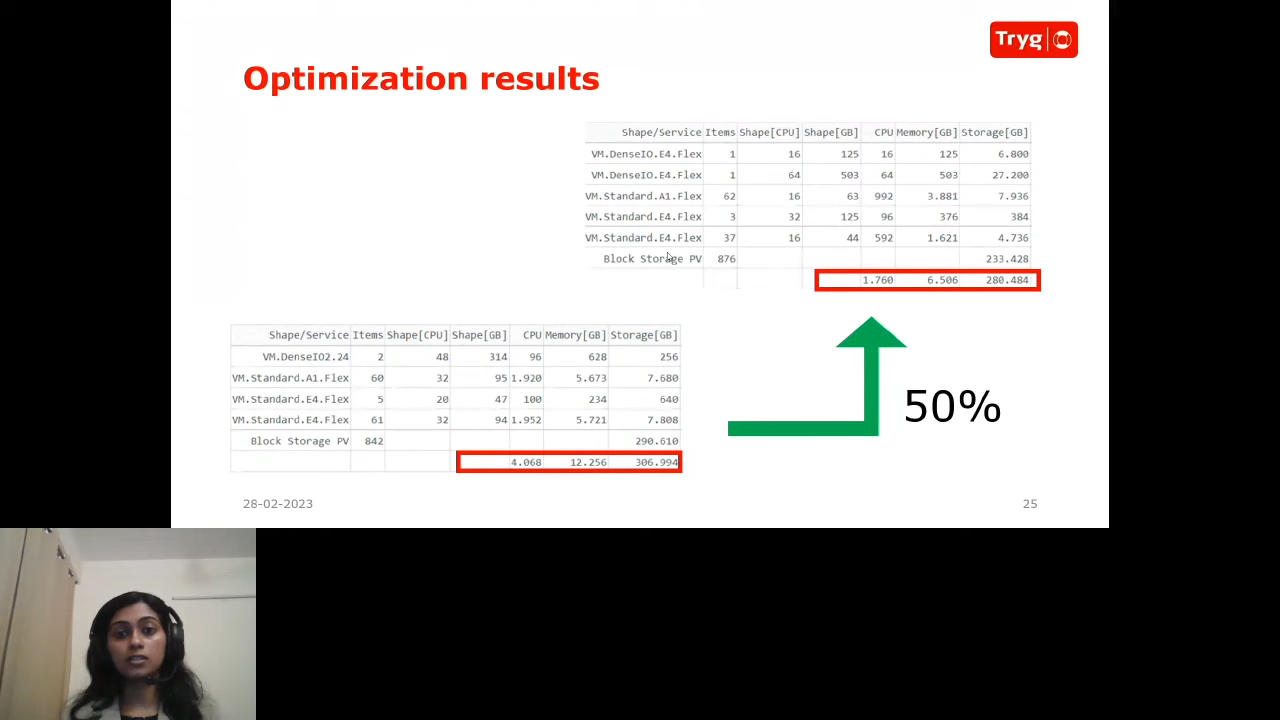 Tryg
Optimization results
Shape/Service Items Shape[CPU] Shape[GB] CPU Memory[GB] Storage[GB]
VM.DenseIO.E4.Flex 1 16 125 16 125 6.800
VM.DenseIO.E4.Flex 1 64 503 64 503 27.200
VM.Standard.A1.Flex 62 16 63 992 3.881 7.936
VM.Standard.E4.Flex 3 32 125 96 376 384
VM.Standard.E4.Flex 37 16 44 592 1.621 4.736
Block Storage PV 876 233.428
1.760 6.506 280.484
Shape/Service Items Shape[CPU] Shape[GB] CPU Memory[GB] Storage[GB]
VM.DenseIO2.24 2 48 314 96 628 256
VM.Standard.A1.Flex 60 32 95 1.920 5.673 7.680
VM.Standard.E4.Flex 5 20 47 100 234 640
VM.Standard.E4.Flex 61 32 94 1.952 5.721 7.808
Block Storage PV 842 290.610
4.068 12.256 306.994
50%
28-02-2023
25